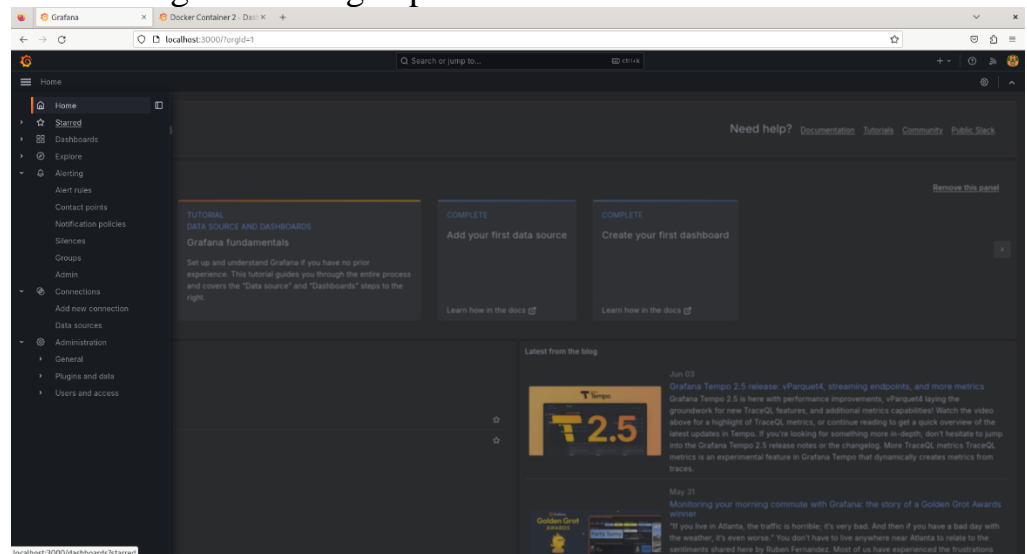 Grafana
Docker Container 2 - Dash
localhost:3000/?orgId=1
Search or jump to...
ctrl+k
Home
Home
Starred
Dashboards
Explore
Alerting
Alert rules
Contact points
Notification policies
Silences
Groups
Admin
Connections
Add new connection
Data sources
Administration
General
Plugins and data
Users and access
Need help? Documentation Tutorials Community Public Slack
Remove this panel
TUTORIAL
DATA SOURCE AND DASHBOARDS
Grafana fundamentals
Set up and understand Grafana if you have no prior
experience. This tutorial guides you through the entire process
and covers the "Data source" and "Dashboards" steps to the
right.
COMPLETE
Add your first data source
Learn how in the docs
COMPLETE
Create your first dashboard
Learn how in the docs
Latest from the blog
Tempo
2.5
Jun 03
Grafana Tempo 2.5 release: vParquet4, streaming endpoints, and more metrics
Grafana Tempo 2.5 is here with performance improvements, vParquet4 laying the
groundwork for new TraceQL features, and additional metrics capabilities! Watch the video
above for a highlight of TraceQL metrics, or continue reading to get a quick overview of the
latest updates in Tempo. If you're looking for something more in-depth, don't hesitate to jump
into the Grafana Tempo 2.5 release notes or the changelog. More TraceQL metrics TraceQL
metrics is an experimental feature in Grafana Tempo that dynamically creates metrics from
traces.
Golden Grot
AWARDS
May 31
Monitoring your morning commute with Grafana: the story of a Golden Grot Awards
winner
"If you live in Atlanta, the traffic is horrible; it's very bad. And then if you have a bad day with
the weather, it's even worse." You don't have to live anywhere near Atlanta to relate to the
sentiments shared here by Ruben Fernandez. Most of us have experienced the frustrations
localhost:3000/dashboards?starred